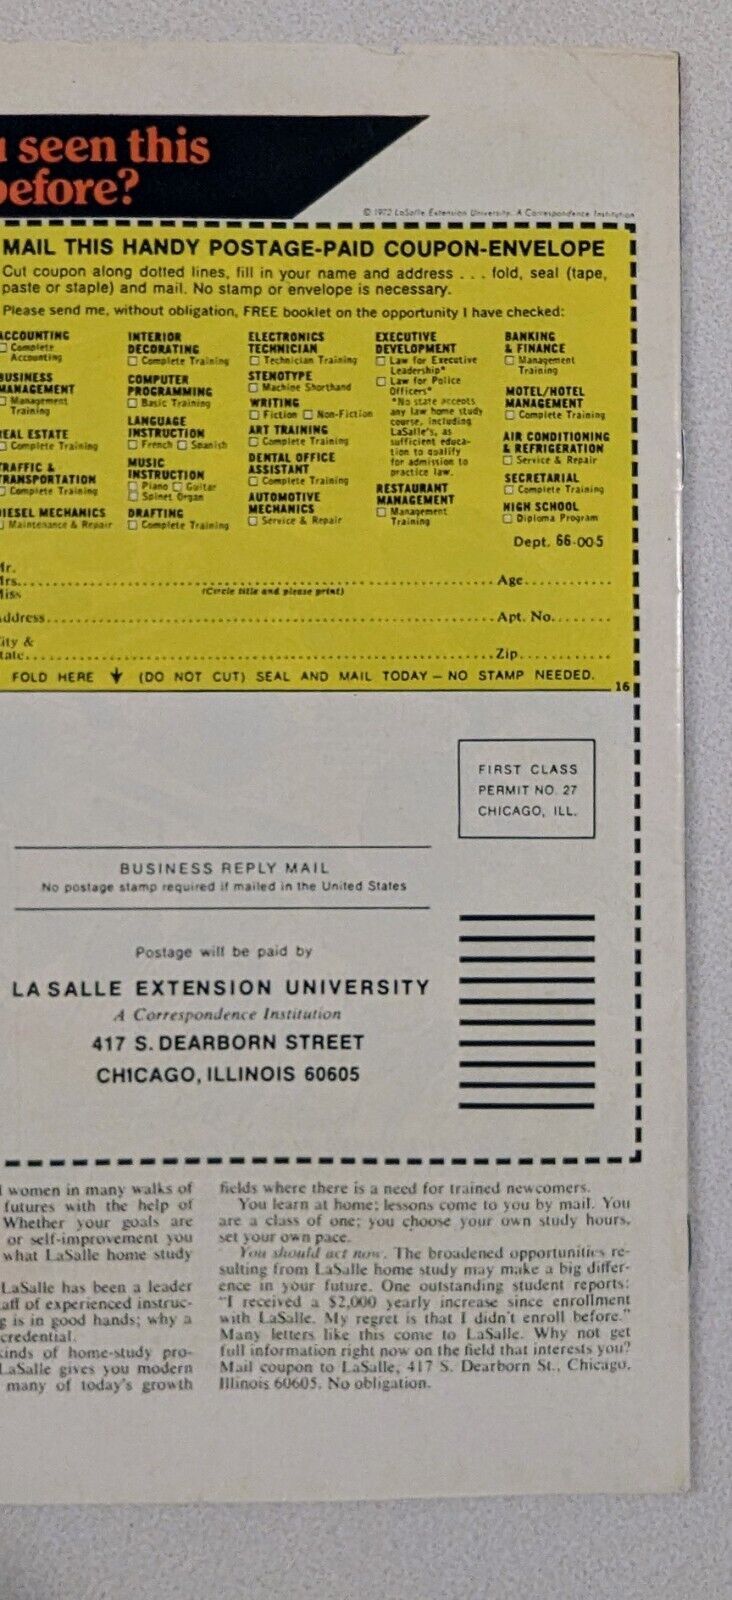 seen this
before?
© 1972 LaSalle Extension University, A Correspondence Institution
MAIL THIS HANDY POSTAGE-PAID COUPON-ENVELOPE
Cut coupon along dotted lines, fill in your name and address . . . fold, seal (tape,
paste or staple) and mail. No stamp or envelope is necessary.
Please send me, without obligation, FREE booklet on the opportunity I have checked:
ACCOUNTING
Complete
Accounting
BUSINESS
MANAGEMENT
Management
Training
REAL ESTATE
Complete Training
TRAFFIC &
TRANSPORTATION
Complete Training
DIESEL MECHANICS
Maintenance & Repair
INTERIOR
DECORATING
Complete Training
COMPUTER
PROGRAMMING
Basic Training
LANGUAGE
INSTRUCTION
French Spanish
MUSIC
INSTRUCTION
Piano Guitar
Spinet Organ
DRAFTING
Complete Training
ELECTRONICS
TECHNICIAN
Technician Training
STENOTYPE
Machine Shorthand
WRITING
Fiction Non-Fiction
ART TRAINING
Complete Training
DENTAL OFFICE
ASSISTANT
Complete Training
AUTOMOTIVE
MECHANICS
Service & Repair
EXECUTIVE
DEVELOPMENT
Law for Executive
Leadership*
Law for Police
Officers*
*No state accepts
any law home study
course, including
LaSalle's, as
sufficient educa-
tion to qualify
for admission to
practice law.
RESTAURANT
MANAGEMENT
Management
Training
BANKING
& FINANCE
Management
Training
MOTEL/HOTEL
MANAGEMENT
Complete Training
AIR CONDITIONING
& REFRIGERATION
Service & Repair
SECRETARIAL
Complete Training
HIGH SCHOOL
Diploma Program
Dept. 66-005
Mr.
Mrs.
Miss
(Circle title and please print)
Age
Address
Apt. No.
City &
State
Zip
FOLD HERE (DO NOT CUT) SEAL AND MAIL TODAY — NO STAMP NEEDED.
16
FIRST CLASS
PERMIT NO. 27
CHICAGO, ILL.
BUSINESS REPLY MAIL
No postage stamp required if mailed in the United States
Postage will be paid by
LA SALLE EXTENSION UNIVERSITY
A Correspondence Institution
417 S. DEARBORN STREET
CHICAGO, ILLINOIS 60605
women in many walks of
futures with the help of
Whether your goals are
or self-improvement you
what LaSalle home study
LaSalle has been a leader
of experienced instruc-
is in good hands; why a
credential.
kinds of home-study pro-
LaSalle gives you modern
many of today's growth
fields where there is a need for trained newcomers.
You learn at home; lessons come to you by mail. You
are a class of one; you choose your own study hours,
set your own pace.
You should act now. The broadened opportunities re-
sulting from LaSalle home study may make a big differ-
ence in your future. One outstanding student reports:
"I received a $2,000 yearly increase since enrollment
with LaSalle. My regret is that I didn't enroll before."
Many letters like this come to LaSalle. Why not get
full information right now on the field that interests you?
Mail coupon to LaSalle, 417 S. Dearborn St., Chicago,
Illinois 60605. No obligation.